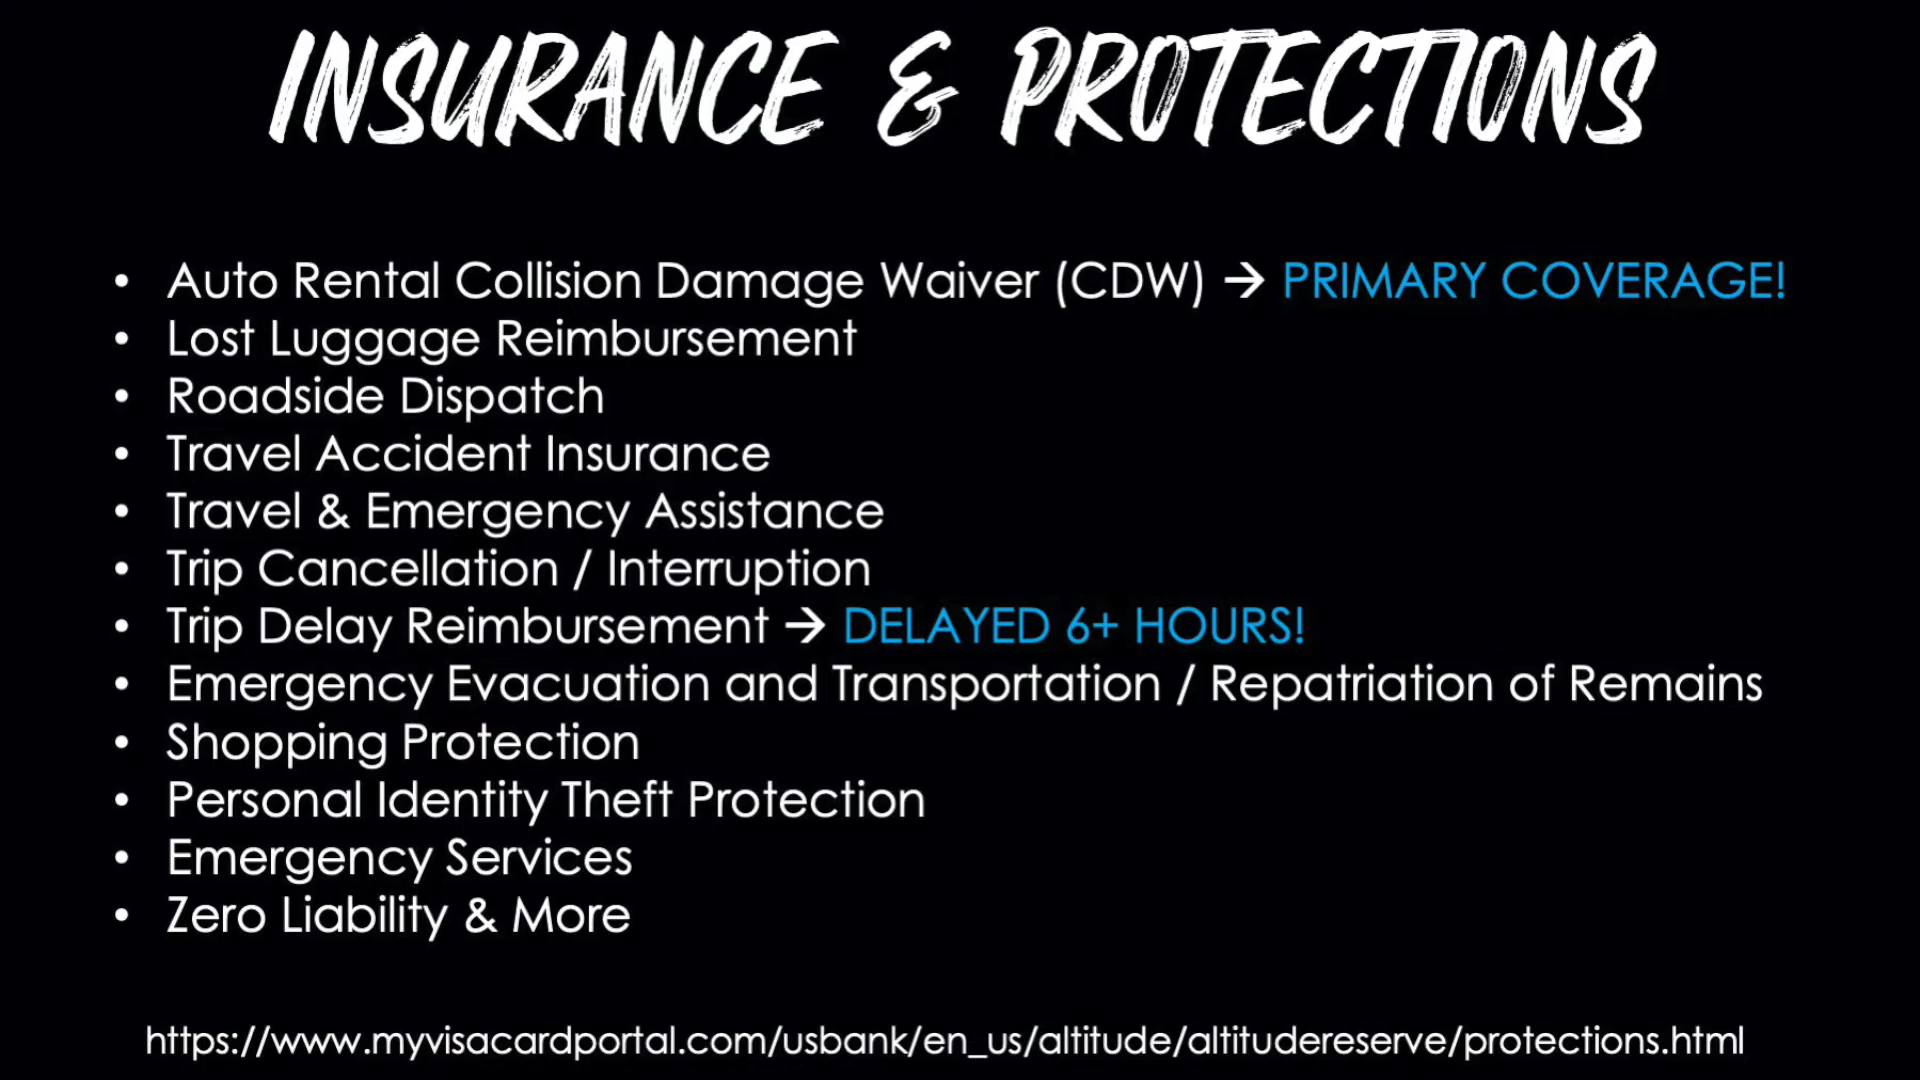 INSURANCE & PROTECTIONS
• Auto Rental Collision Damage Waiver (CDW) → PRIMARY COVERAGE!
• Lost Luggage Reimbursement
• Roadside Dispatch
• Travel Accident Insurance
• Travel & Emergency Assistance
• Trip Cancellation / Interruption
• Trip Delay Reimbursement → DELAYED 6+ HOURS!
• Emergency Evacuation and Transportation / Repatriation of Remains
• Shopping Protection
• Personal Identity Theft Protection
• Emergency Services
• Zero Liability & More
https://www.myvisacardportal.com/usbank/en_us/altitude/altitudereserve/protections.html